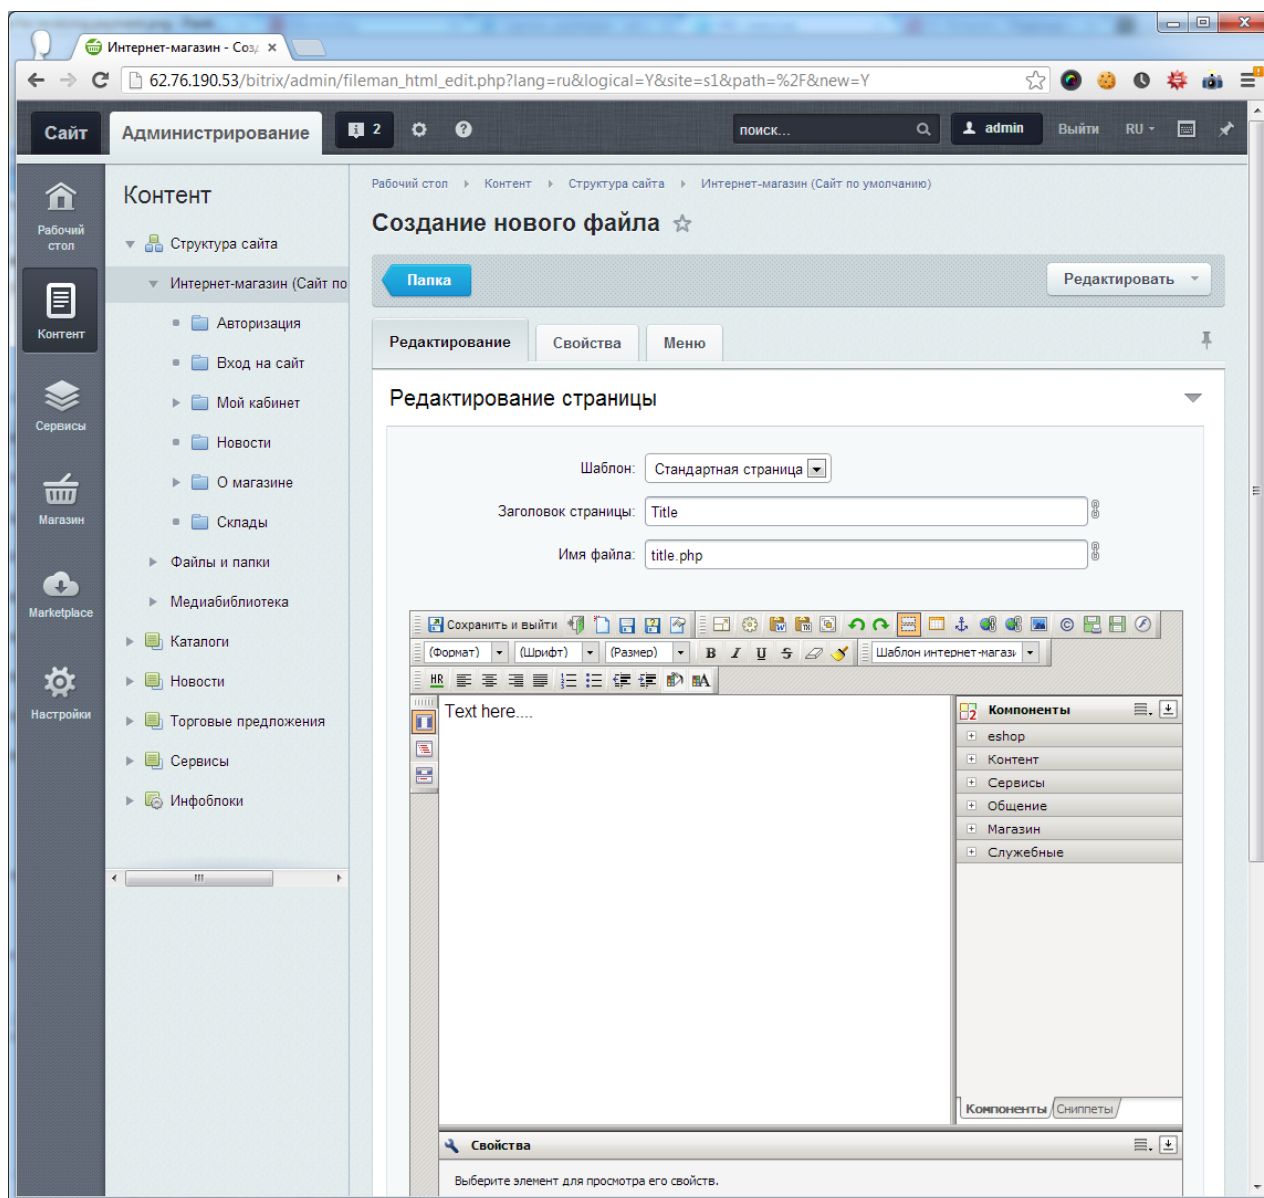 Интернет-магазин - Соз
62.76.190.53/bitrix/admin/fileman_html_edit.php?lang=ru&logical=Y&site=s1&path=%2F&new=Y
Сайт
Администрирование
2
поиск...
admin
Выйти
RU
Рабочий стол
Контент
Сервисы
Магазин
Marketplace
Настройки
Контент
Структура сайта
Интернет-магазин (Сайт по
Авторизация
Вход на сайт
Мой кабинет
Новости
О магазине
Склады
Файлы и папки
Медиабиблиотека
Каталоги
Новости
Торговые предложения
Сервисы
Инфоблоки
Рабочий стол Контент Структура сайта Интернет-магазин (Сайт по умолчанию)
Создание нового файла
Папка
Редактировать
Редактирование Свойства Меню
Редактирование страницы
Шаблон: Стандартная страница
Заголовок страницы: Title
Имя файла: title.php
Сохранить и выйти
(Формат) (Шрифт) (Размер) B I U S Шаблон интернет-магази
HR
Text here....
Компоненты
eshop
Контент
Сервисы
Общение
Магазин
Служебные
Компоненты Сниппеты
Свойства
Выберите элемент для просмотра его свойств.